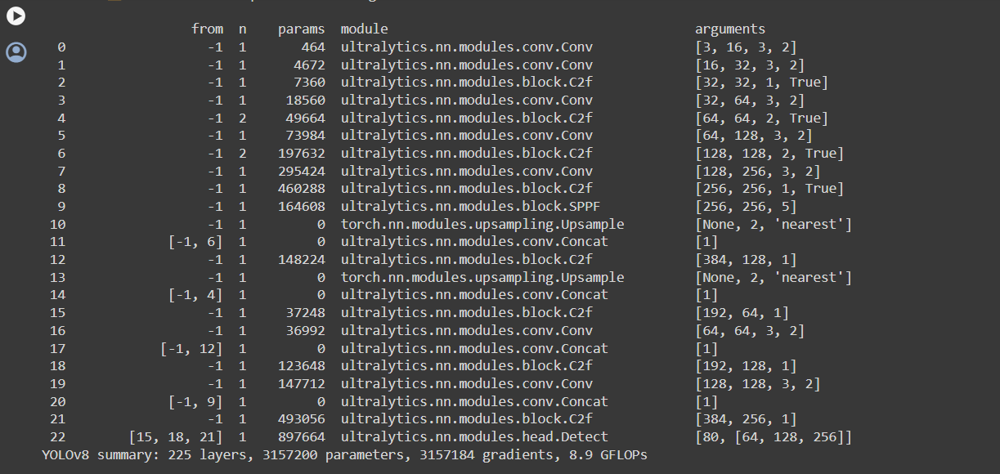 from n params module arguments
0 -1 1 464 ultralytics.nn.modules.conv.Conv [3, 16, 3, 2]
1 -1 1 4672 ultralytics.nn.modules.conv.Conv [16, 32, 3, 2]
2 -1 1 7360 ultralytics.nn.modules.block.C2f [32, 32, 1, True]
3 -1 1 18560 ultralytics.nn.modules.conv.Conv [32, 64, 3, 2]
4 -1 2 49664 ultralytics.nn.modules.block.C2f [64, 64, 2, True]
5 -1 1 73984 ultralytics.nn.modules.conv.Conv [64, 128, 3, 2]
6 -1 2 197632 ultralytics.nn.modules.block.C2f [128, 128, 2, True]
7 -1 1 295424 ultralytics.nn.modules.conv.Conv [128, 256, 3, 2]
8 -1 1 460288 ultralytics.nn.modules.block.C2f [256, 256, 1, True]
9 -1 1 164608 ultralytics.nn.modules.block.SPPF [256, 256, 5]
10 -1 1 0 torch.nn.modules.upsampling.Upsample [None, 2, 'nearest']
11 [-1, 6] 1 0 ultralytics.nn.modules.conv.Concat [1]
12 -1 1 148224 ultralytics.nn.modules.block.C2f [384, 128, 1]
13 -1 1 0 torch.nn.modules.upsampling.Upsample [None, 2, 'nearest']
14 [-1, 4] 1 0 ultralytics.nn.modules.conv.Concat [1]
15 -1 1 37248 ultralytics.nn.modules.block.C2f [192, 64, 1]
16 -1 1 36992 ultralytics.nn.modules.conv.Conv [64, 64, 3, 2]
17 [-1, 12] 1 0 ultralytics.nn.modules.conv.Concat [1]
18 -1 1 123648 ultralytics.nn.modules.block.C2f [192, 128, 1]
19 -1 1 147712 ultralytics.nn.modules.conv.Conv [128, 128, 3, 2]
20 [-1, 9] 1 0 ultralytics.nn.modules.conv.Concat [1]
21 -1 1 493056 ultralytics.nn.modules.block.C2f [384, 256, 1]
22 [15, 18, 21] 1 897664 ultralytics.nn.modules.head.Detect [80, [64, 128, 256]]
YOLOv8 summary: 225 layers, 3157200 parameters, 3157184 gradients, 8.9 GFLOPs